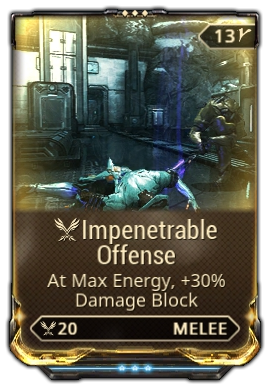 13
Impenetrable
Offense
At Max Energy, +30%
Damage Block
20 MELEE